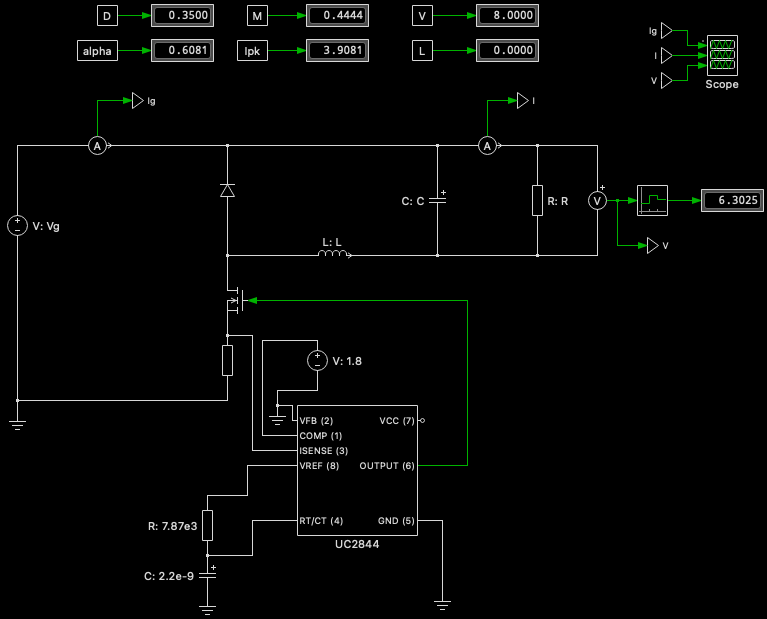 D 0.3500 M 0.4444 V 8.0000
alpha 0.6081 Ipk 3.9081 L 0.0000
Ig
I
V
Scope
Ig I
A A
V: Vg
C: C
R: R
V
6.3025
V
L: L
V: 1.8
VFB (2) VCC (7)
COMP (1)
ISENSE (3)
VREF (8) OUTPUT (6)
RT/CT (4) GND (5)
UC2844
R: 7.87e3
C: 2.2e-9